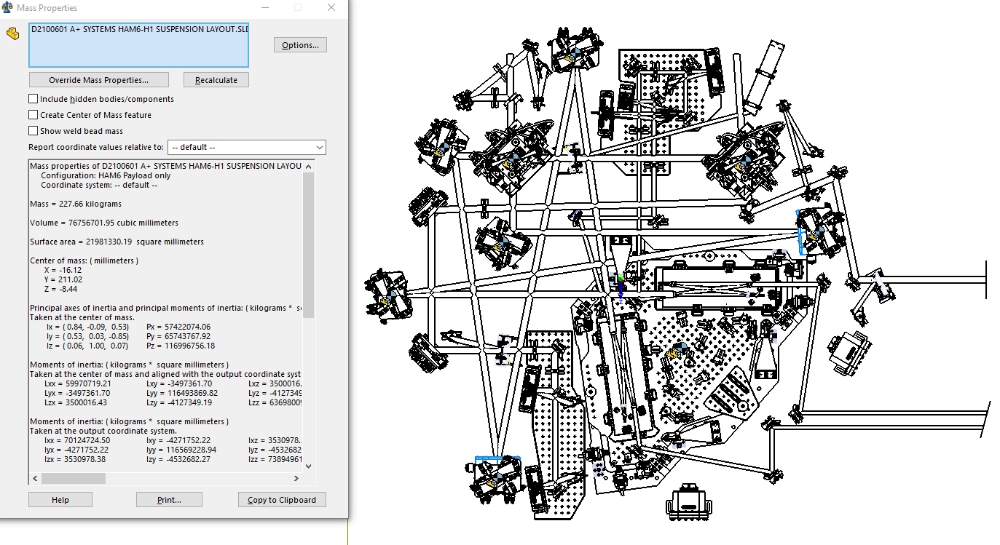 Mass Properties
D2100601 A+ SYSTEMS HAM6-H1 SUSPENSION LAYOUT.SLD
Options...
Override Mass Properties...
Recalculate
Include hidden bodies/components
Create Center of Mass feature
Show weld bead mass
Report coordinate values relative to: -- default --
Mass properties of D2100601 A+ SYSTEMS HAM6-H1 SUSPENSION LAYOU
Configuration: HAM6 Payload only
Coordinate system: -- default --
Mass = 227.66 kilograms
Volume = 76756701.95 cubic millimeters
Surface area = 21981330.19 square millimeters
Center of mass: ( millimeters )
X = -16.12
Y = 211.02
Z = -8.44
Principal axes of inertia and principal moments of inertia: ( kilograms * s
Taken at the center of mass.
Ix = ( 0.84, -0.09, 0.53) Px = 57422074.06
Iy = ( 0.53, 0.03, -0.85) Py = 65743767.92
Iz = ( 0.06, 1.00, 0.07) Pz = 116996756.18
Moments of inertia: ( kilograms * square millimeters )
Taken at the center of mass and aligned with the output coordinate syst
Lxx = 59970719.21 Lxy = -3497361.70 Lxz = 3500016.
Lyx = -3497361.70 Lyy = 116493869.82 Lyz = -4127349
Lzx = 3500016.43 Lzy = -4127349.19 Lzz = 63698009
Moments of inertia: ( kilograms * square millimeters )
Taken at the output coordinate system.
Ixx = 70124724.50 Ixy = -4271752.22 Ixz = 3530978.
Iyx = -4271752.22 Iyy = 116569228.94 Iyz = -4532682
Izx = 3530978.38 Izy = -4532682.27 Izz = 73894961
Help
Print...
Copy to Clipboard